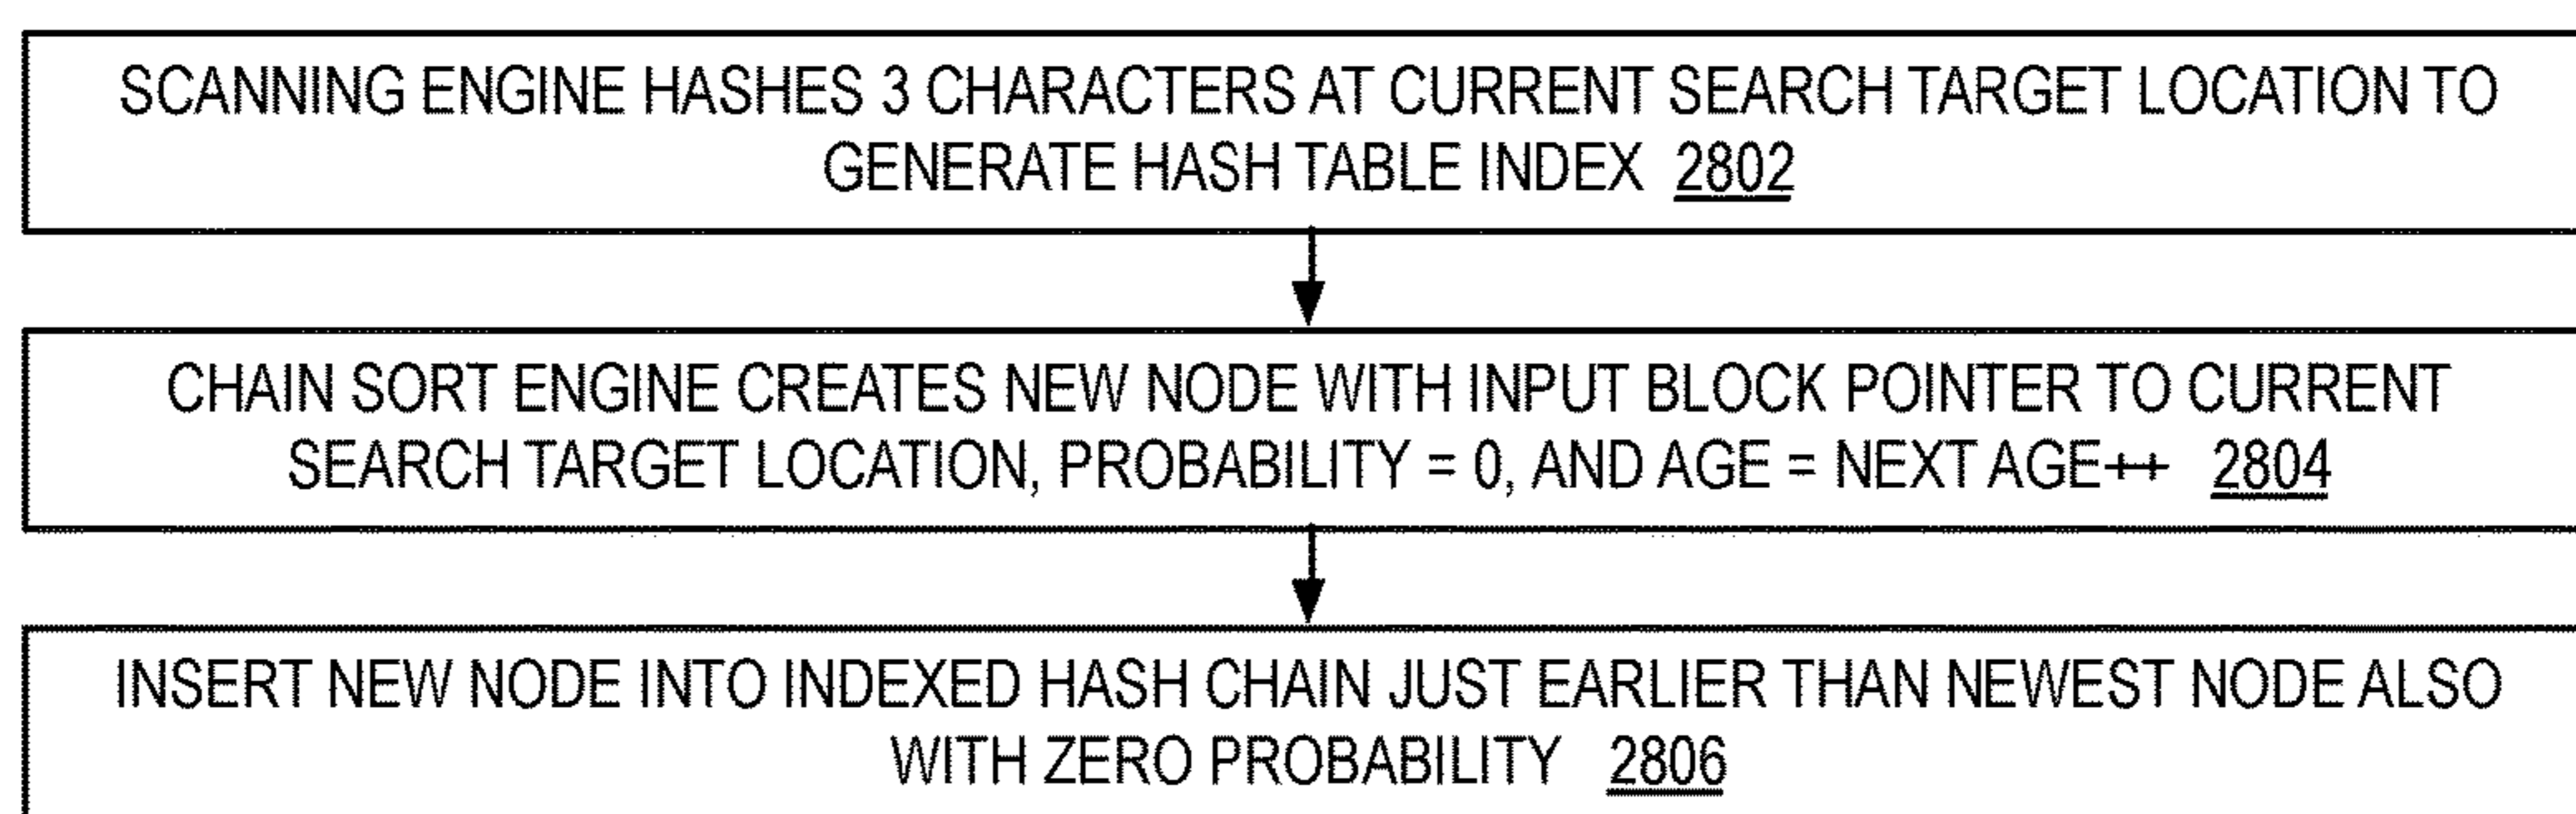 SCANNING ENGINE HASHES 3 CHARACTERS AT CURRENT SEARCH TARGET LOCATION TO
GENERATE HASH TABLE INDEX 2802
CHAIN SORT ENGINE CREATES NEW NODE WITH INPUT BLOCK POINTER TO CURRENT
SEARCH TARGET LOCATION, PROBABILITY = 0, AND AGE = NEXT AGE++ 2804
INSERT NEW NODE INTO INDEXED HASH CHAIN JUST EARLIER THAN NEWEST NODE ALSO
WITH ZERO PROBABILITY 2806